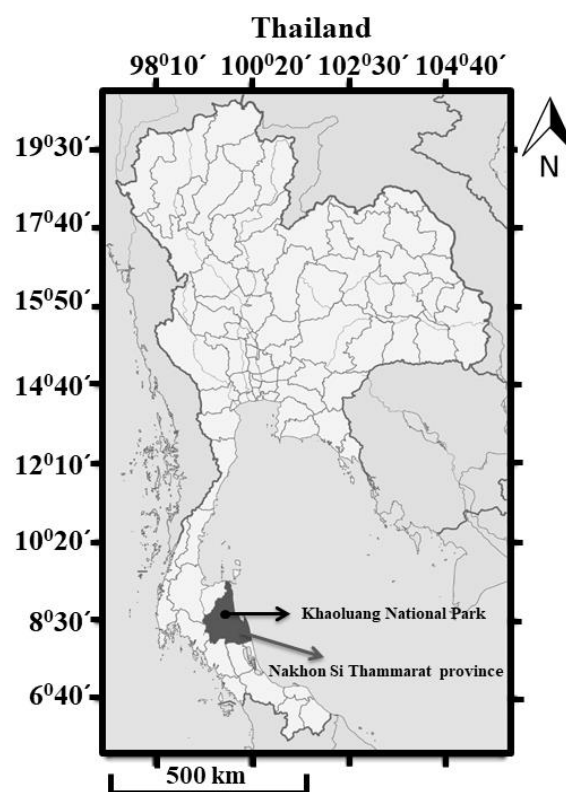 Thailand
98⁰10´ 100⁰20´ 102⁰30´ 104⁰40´
19⁰30´
N
17⁰40´
15⁰50´
14⁰40´
12⁰10´
10⁰20´
8⁰30´
Khaoluang National Park
Nakhon Si Thammarat province
6⁰40´
500 km